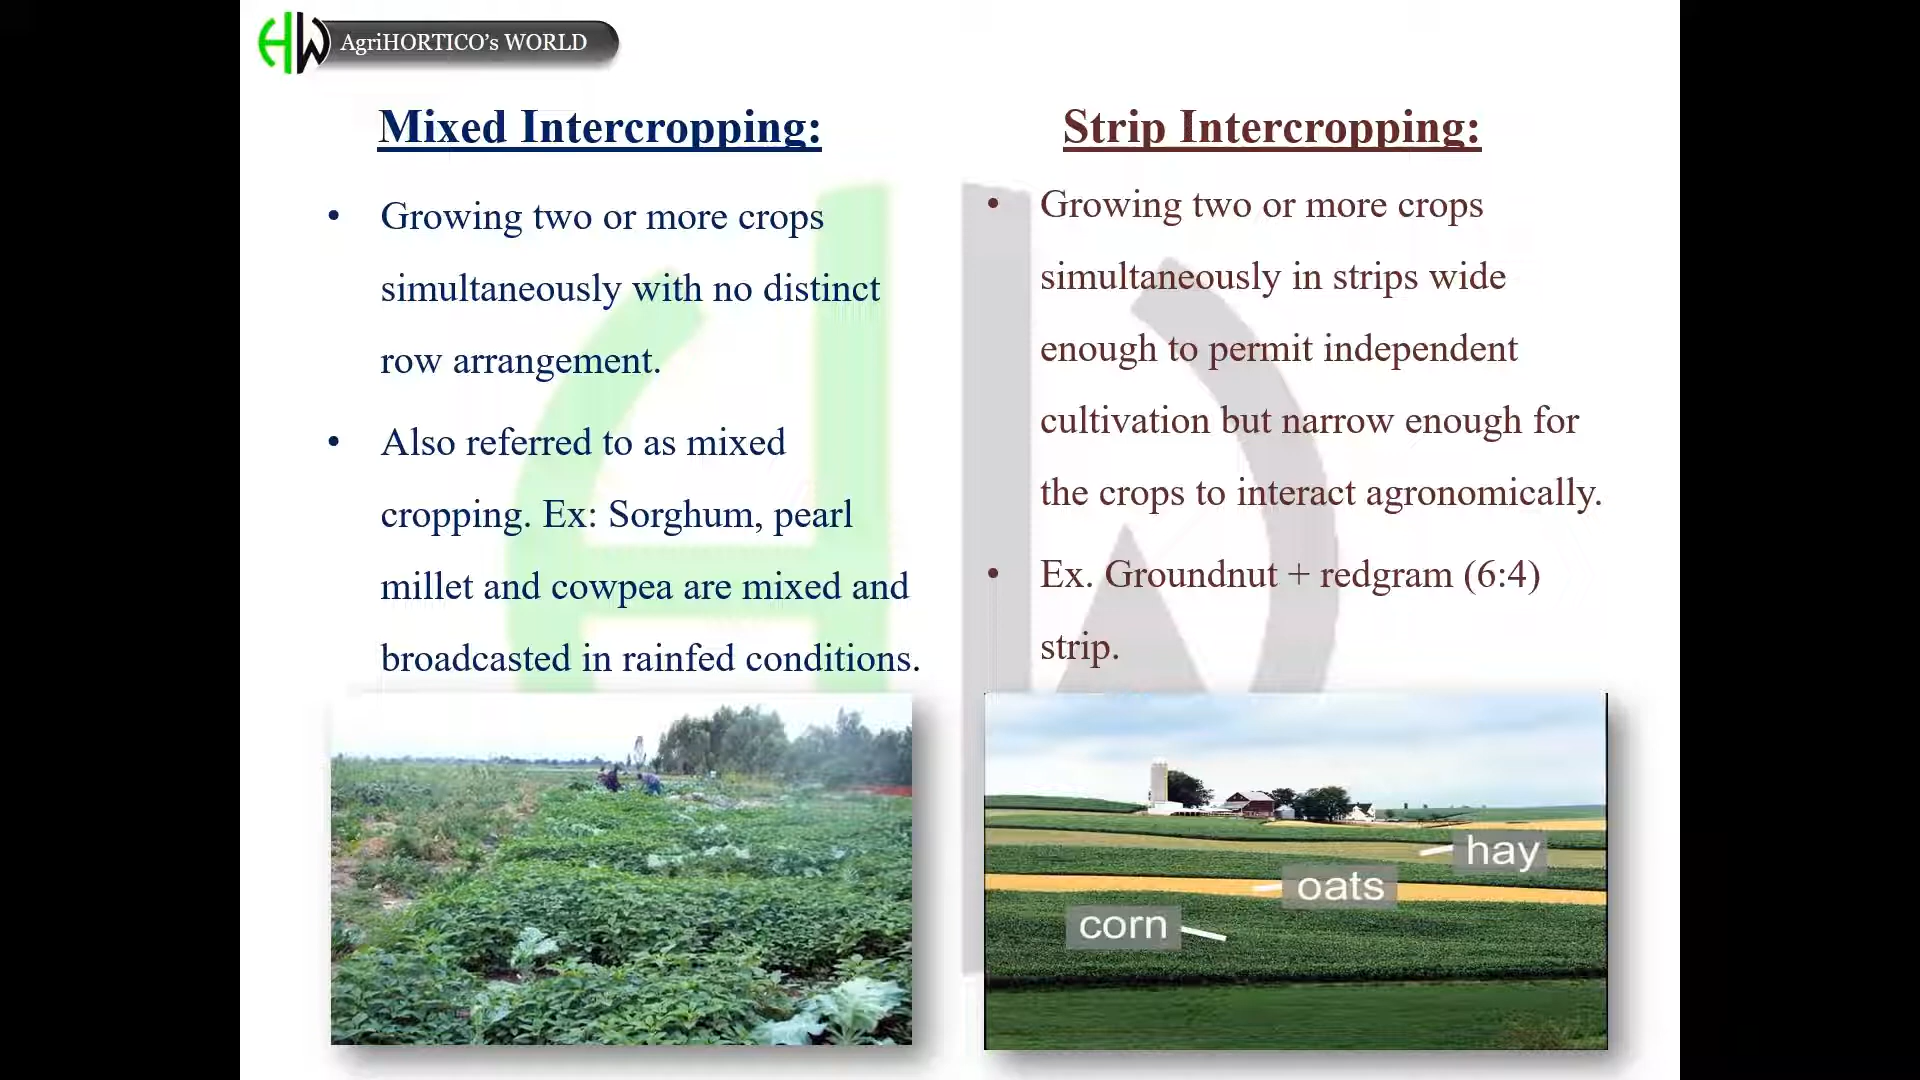 HW AgriHORTICO's WORLD
Mixed Intercropping:
• Growing two or more crops
simultaneously with no distinct
row arrangement.
• Also referred to as mixed
cropping. Ex: Sorghum, pearl
millet and cowpea are mixed and
broadcasted in rainfed conditions.
Strip Intercropping:
• Growing two or more crops
simultaneously in strips wide
enough to permit independent
cultivation but narrow enough for
the crops to interact agronomically.
• Ex. Groundnut + redgram (6:4)
strip.
hay
oats
corn